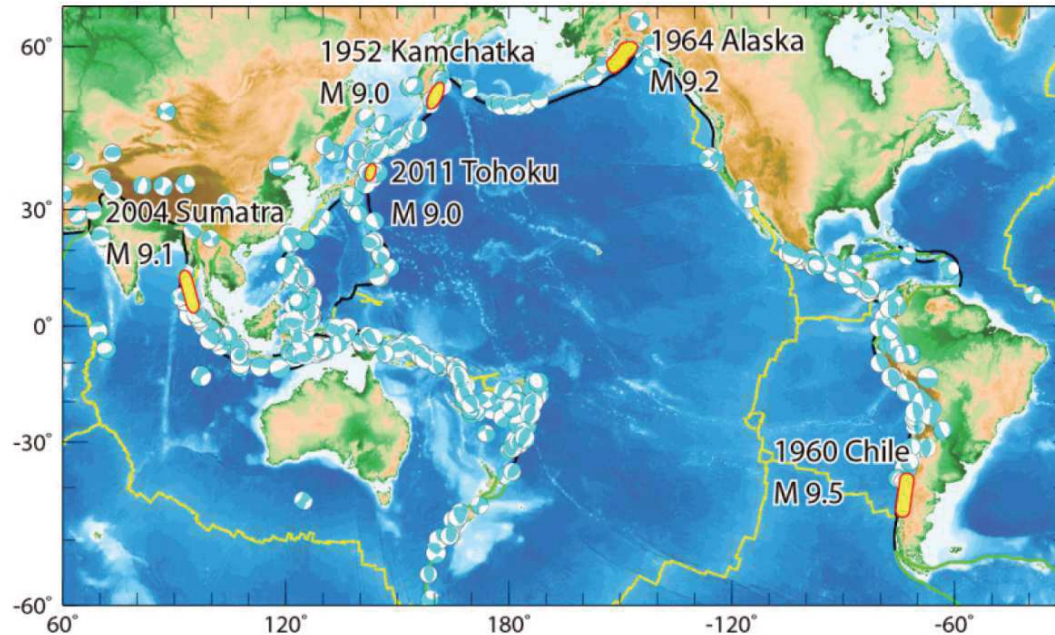 60°
30°
0°
-30°
-60°
1952 Kamchatka
M 9.0
1964 Alaska
M 9.2
2011 Tohoku
M 9.0
2004 Sumatra
M 9.1
1960 Chile
M 9.5
60°
120°
180°
-120°
-60°